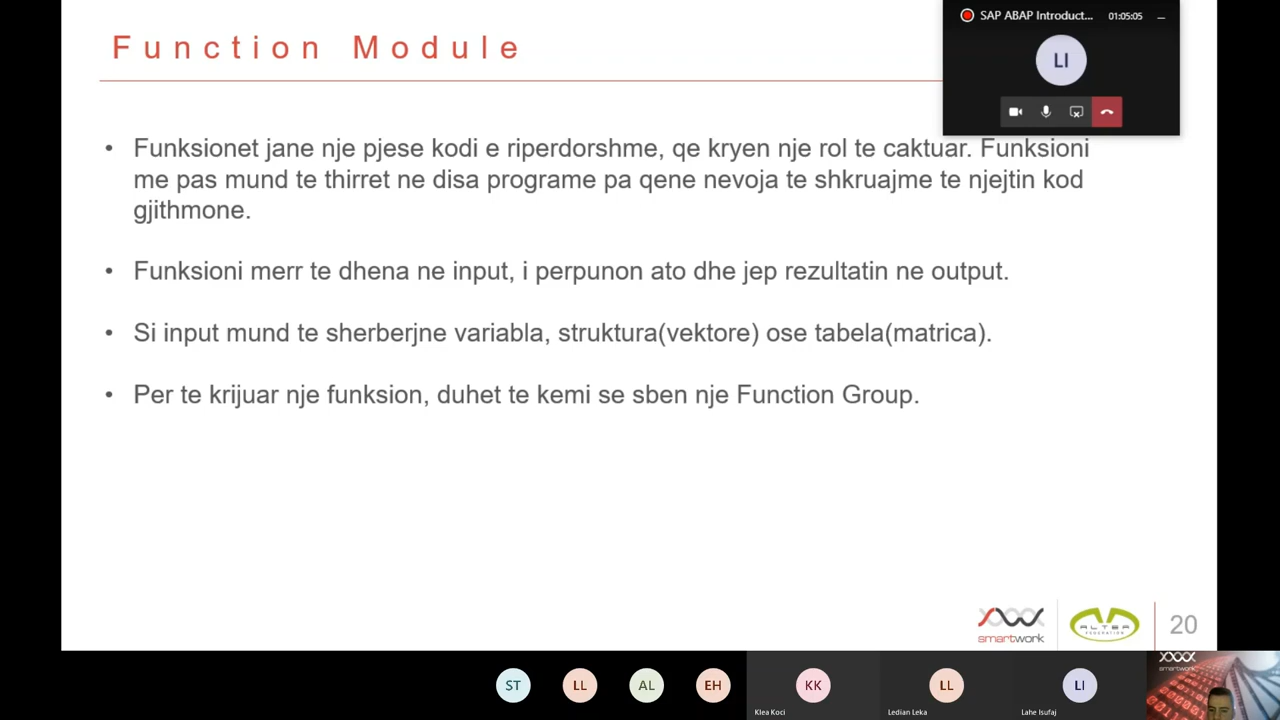 Function Module
SAP ABAP Introduct...
01:05:05
LI
Funksionet jane nje pjese kodi e riperdorshme, qe kryen nje rol te caktuar. Funksioni
me pas mund te thirret ne disa programe pa qene nevoja te shkruajme te njejtin kod
gjithmone.
Funksioni merr te dhena ne input, i perpunon ato dhe jep rezultatin ne output.
Si input mund te sherberjne variabla, struktura(vektore) ose tabela(matrica).
Per te krijuar nje funksion, duhet te kemi se sben nje Function Group.
smartwork
ALTEA
FEDERATION
20
ST
LL
AL
EH
KK
Klea Koci
LL
Ledian Leka
LI
Lahe Isufaj
smartwork